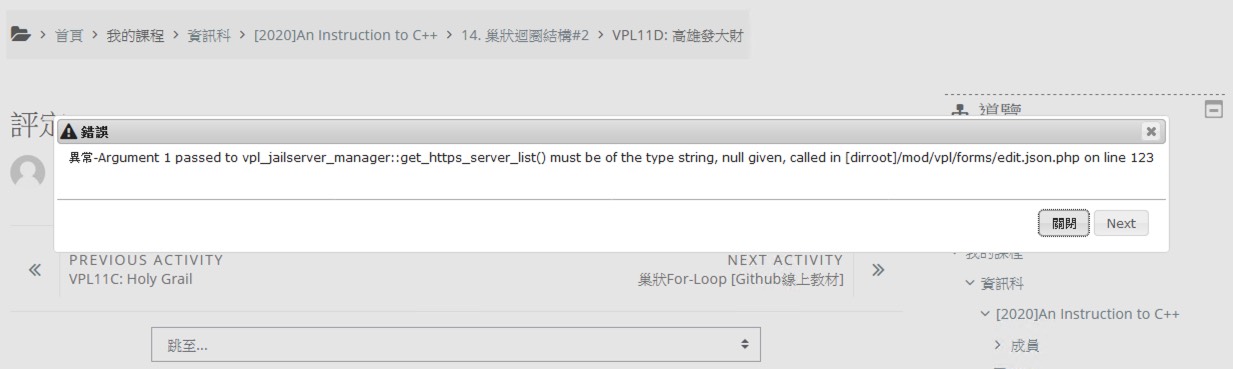 首頁 > 我的課程 > 資訊科 > [2020]An Instruction to C++ > 14. 巢狀迴圈結構#2 > VPL11D: 高雄發大財
導覽
評定
錯誤
異常-Argument 1 passed to vpl_jailserver_manager::get_https_server_list() must be of the type string, null given, called in [dirroot]/mod/vpl/forms/edit.json.php on line 123
關閉 Next
PREVIOUS ACTIVITY
VPL11C: Holy Grail
NEXT ACTIVITY
巢狀For-Loop [Github線上教材]
跳至...
我的課程
資訊科
[2020]An Instruction to C++
成員